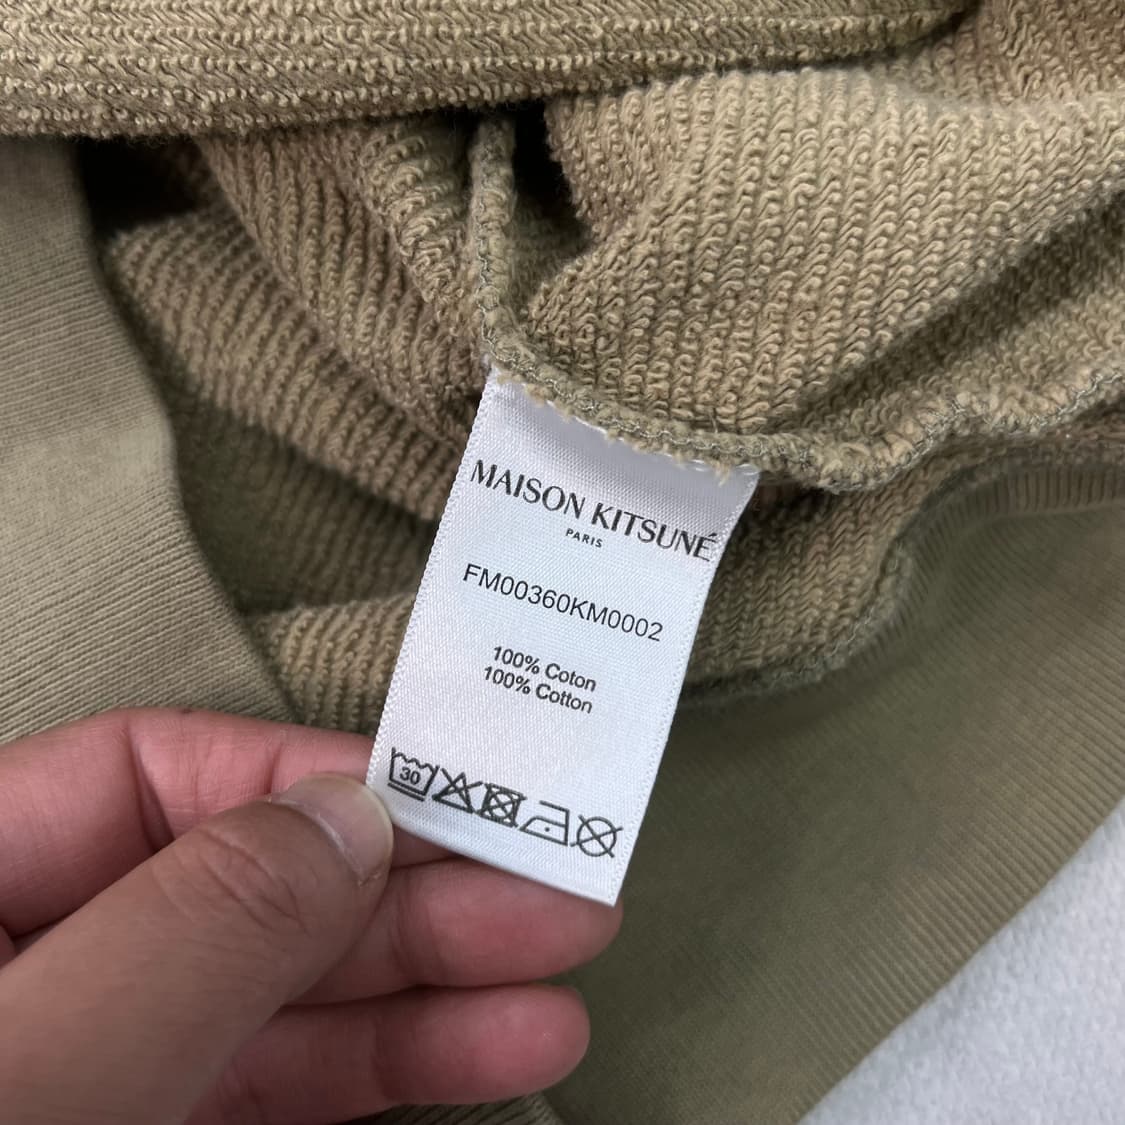 MAISON KITSUNÉ
PARIS
FM00360KM0002
100% Coton
100% Cotton
30